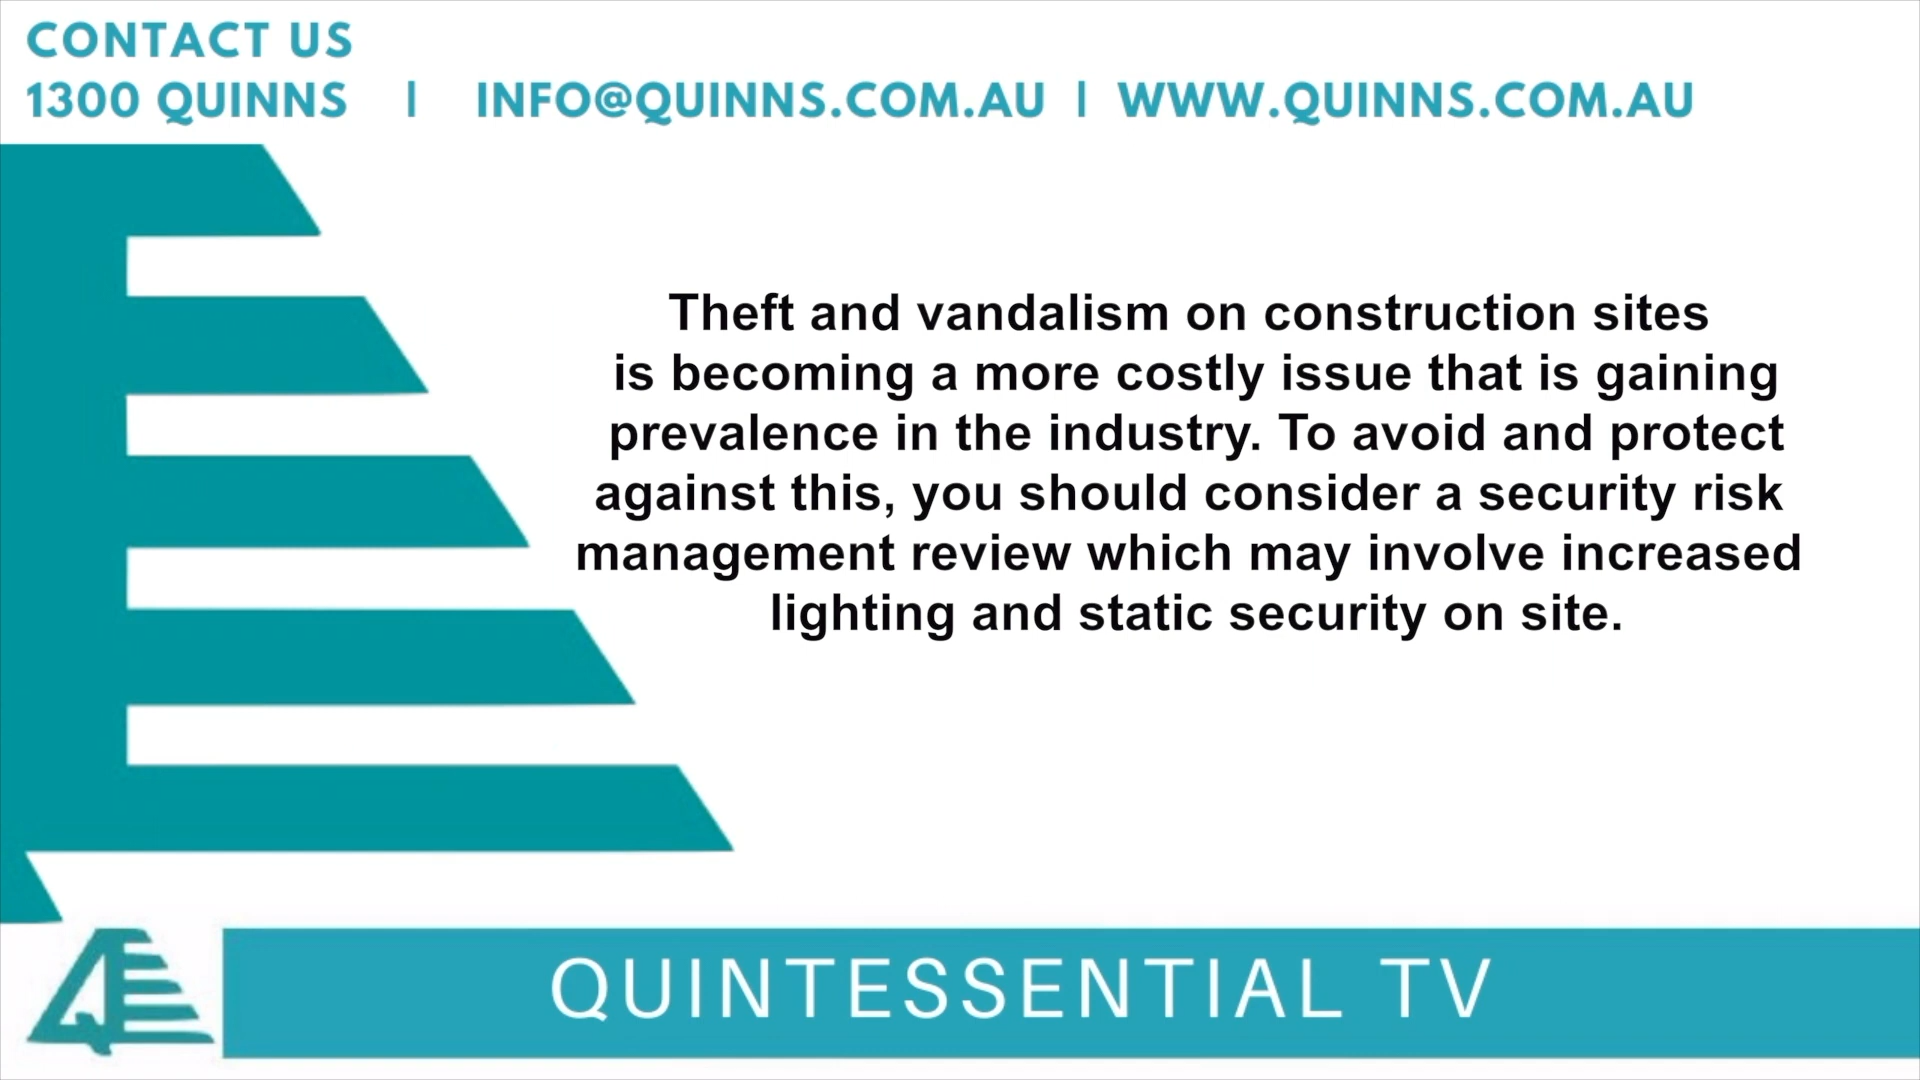 CONTACT US
1300 QUINNS | INFO@QUINNS.COM.AU | WWW.QUINNS.COM.AU
Theft and vandalism on construction sites
is becoming a more costly issue that is gaining
prevalence in the industry. To avoid and protect
against this, you should consider a security risk
management review which may involve increased
lighting and static security on site.
QUINTESSENTIAL TV